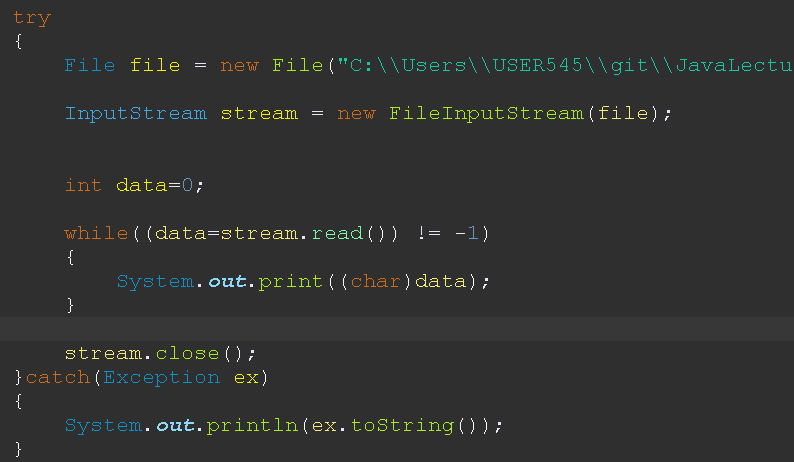 try
{
File file = new File("C:\\Users\\USER545\\git\\JavaLectu
InputStream stream = new FileInputStream(file);
int data=0;
while((data=stream.read()) != -1)
{
System.out.print((char)data);
}
stream.close();
}catch(Exception ex)
{
System.out.println(ex.toString());
}